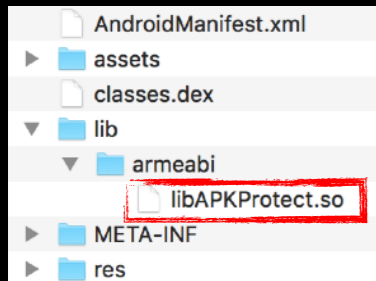 AndroidManifest.xml
assets
classes.dex
lib
armeabi
libAPKProtect.so
META-INF
res